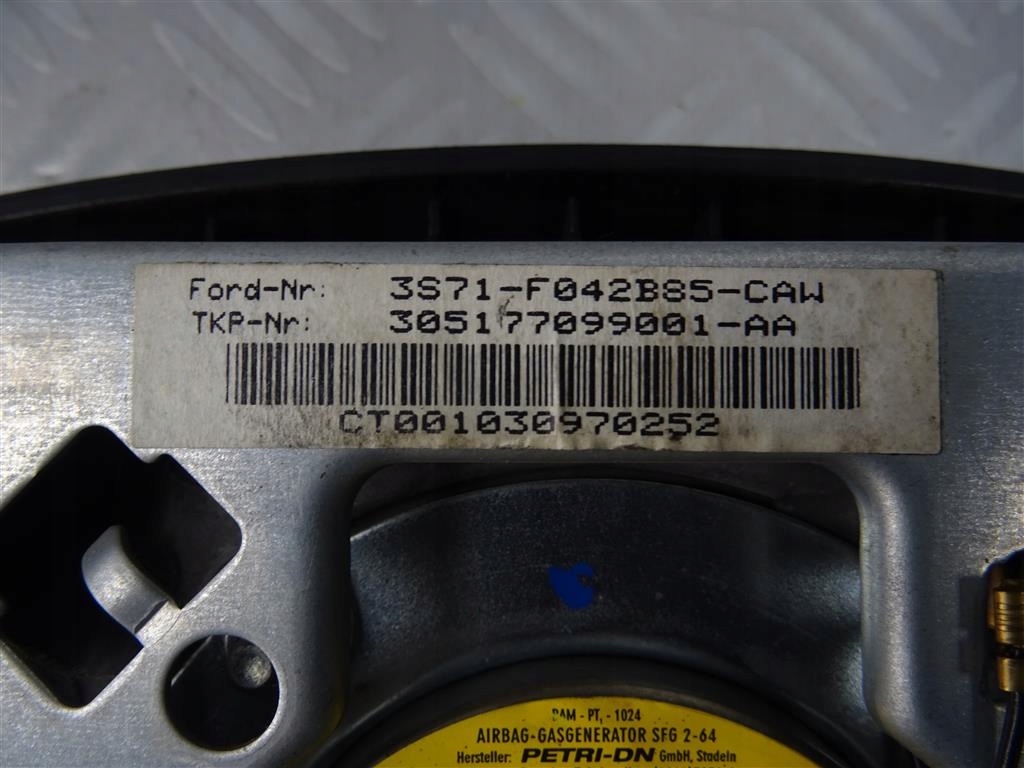 Ford-Nr: 3S71-F042B85-CAW
TKP-Nr: 305177099001-AA
CT001030970252
BAM - PT, - 1024
AIRBAG-GASGENERATOR SFG 2-64
Hersteller: PETRI-DN GmbH, Stadeln